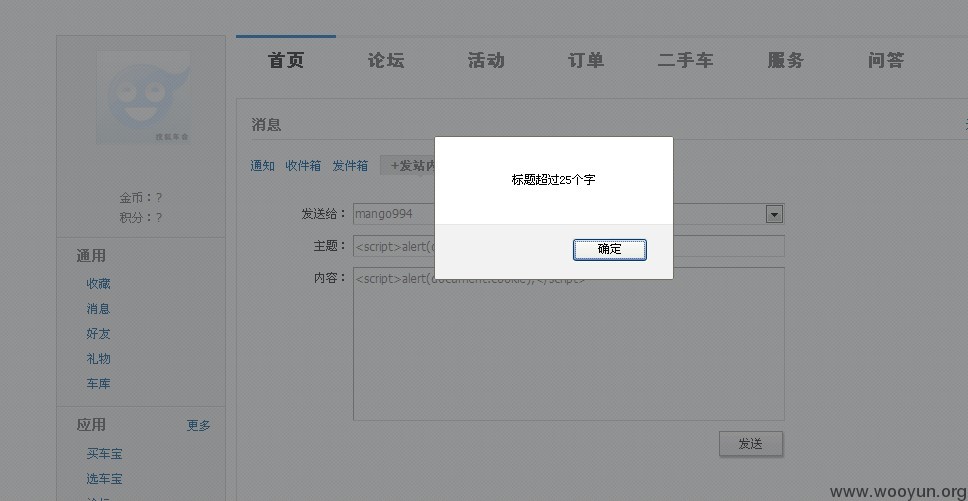 首页 论坛 活动 订单 二手车 服务 问答
搜狐车会
金币：?
积分：?
通用
收藏
消息
好友
礼物
车库
应用 更多
买车宝
选车宝
论坛
消息
通知 收件箱 发件箱 +发站内
发送给： mango994
主题： <script>alert(d
内容： <script>alert(document.cookie);</script>
发送
标题超过25个字
确定
www.wooyun.org